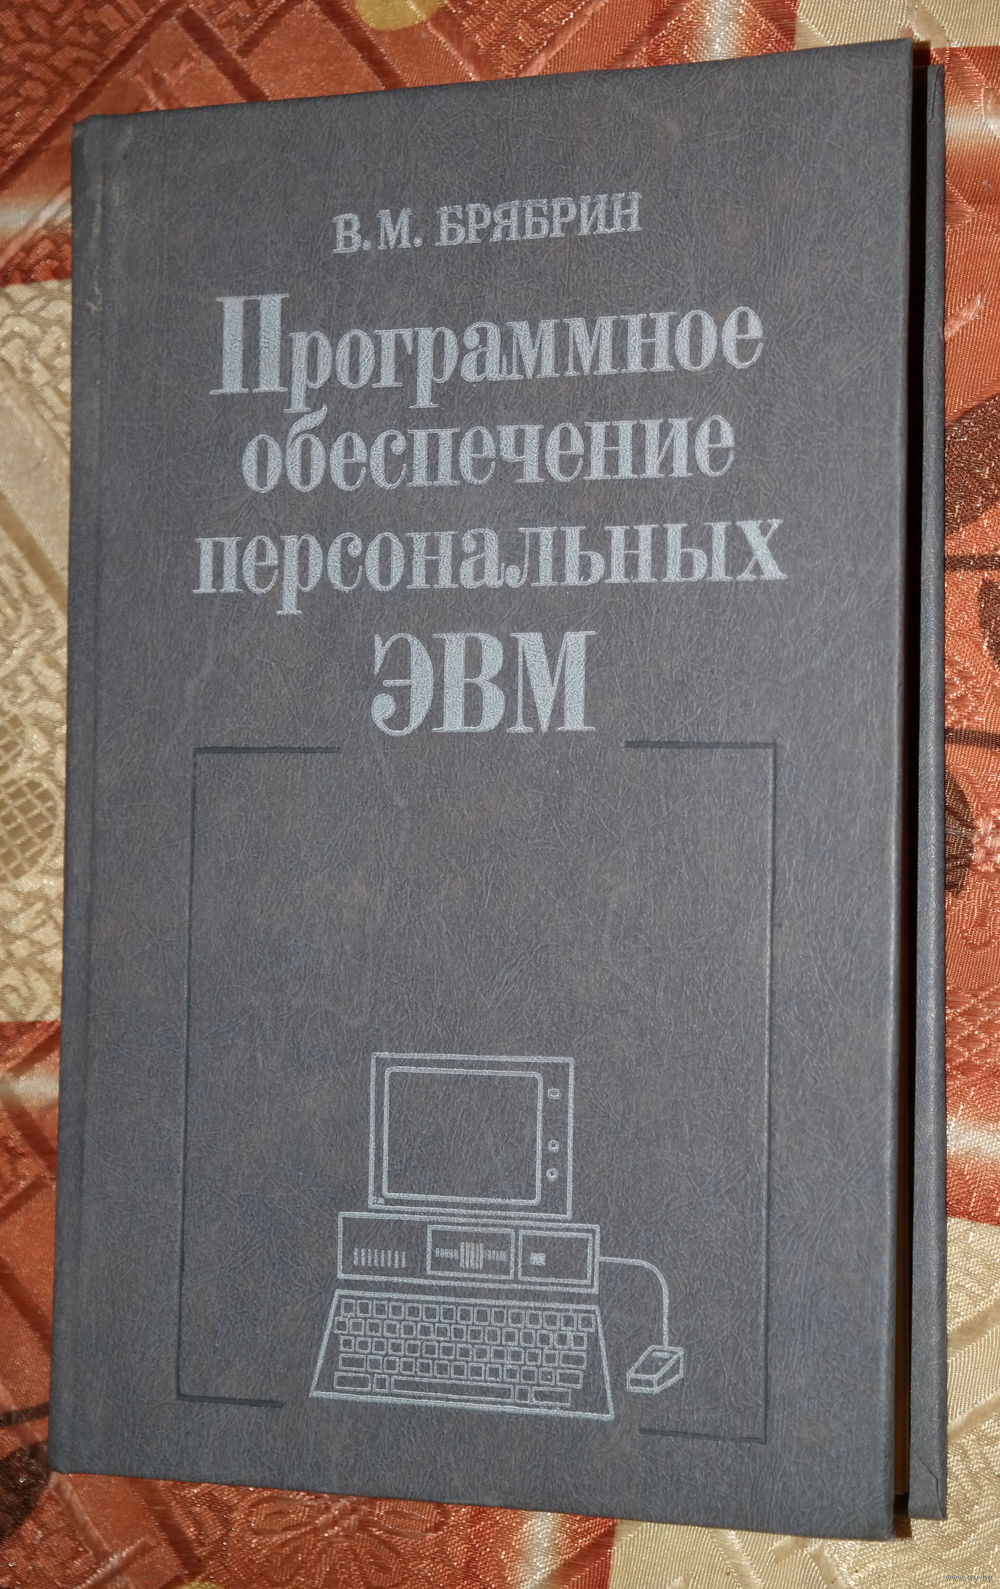 В. М. БРЯБРИН
Программное
обеспечение
персональных
ЭВМ